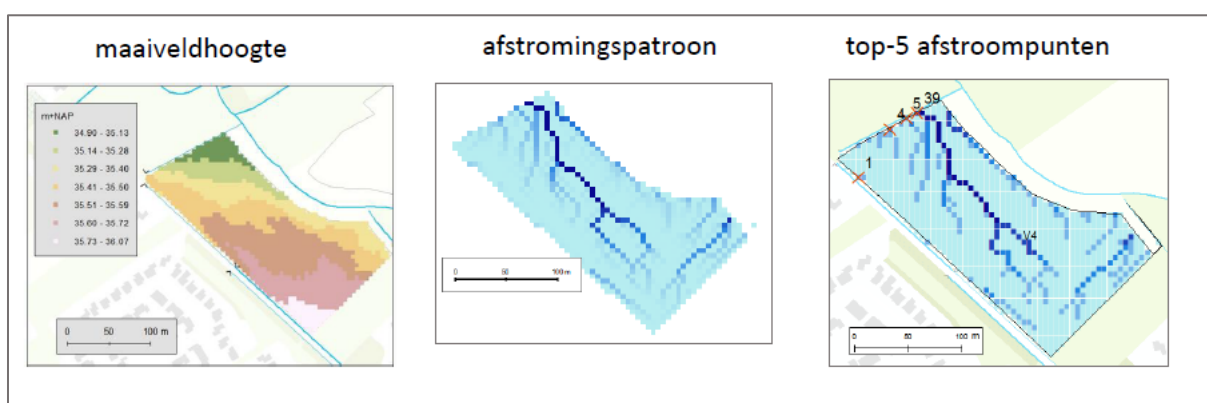 maaiveldhoogte
afstromingspatroon
top-5 afstroompunten
m+NAP
34.90 - 35.13
35.14 - 35.28
35.29 - 35.40
35.41 - 35.50
35.51 - 35.59
35.60 - 35.72
35.73 - 36.07
0 50 100 m
0 50 100 m
4 5 39
1
V4
0 50 100 m